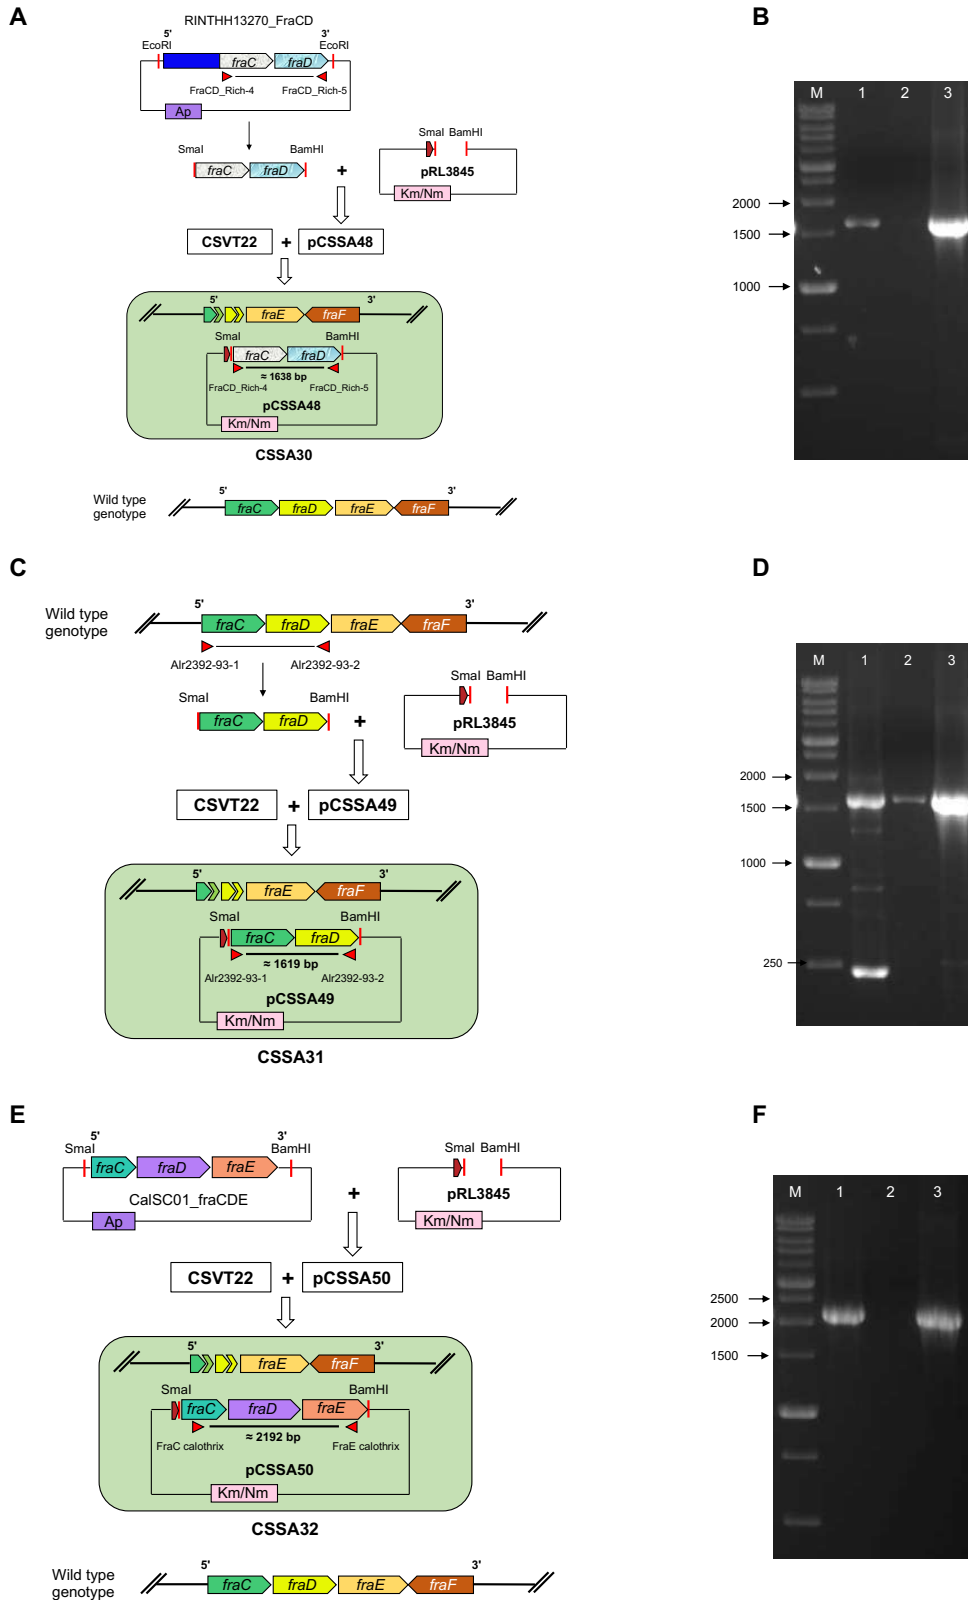 A
RINTHH13270_FraCD
5'
3'
EcoRI
EcoRI
fraC
fraD
FraCD_Rich-4
FraCD_Rich-5
Ap
SmaI
BamHI
fraC
fraD
+
SmaI
BamHI
pRL3845
Km/Nm
CSVT22
+
pCSSA48
5'
3'
fraE
fraF
SmaI
BamHI
fraC
fraD
≈ 1638 bp
FraCD_Rich-4
FraCD_Rich-5
pCSSA48
Km/Nm
CSSA30
Wild type
genotype
5'
3'
fraC
fraD
fraE
fraF
B
M
1
2
3
2000
1500
1000
C
Wild type
genotype
5'
3'
fraC
fraD
fraE
fraF
Alr2392-93-1
Alr2392-93-2
SmaI
BamHI
fraC
fraD
+
SmaI
BamHI
pRL3845
Km/Nm
CSVT22
+
pCSSA49
5'
3'
fraE
fraF
SmaI
BamHI
fraC
fraD
≈ 1619 bp
Alr2392-93-1
Alr2392-93-2
pCSSA49
Km/Nm
CSSA31
D
M
1
2
3
2000
1500
1000
250
E
5'
3'
SmaI
BamHI
fraC
fraD
fraE
CalSC01_fraCDE
Ap
+
SmaI
BamHI
pRL3845
Km/Nm
CSVT22
+
pCSSA50
5'
3'
fraE
fraF
SmaI
BamHI
fraC
fraD
fraE
≈ 2192 bp
FraC calothrix
FraE calothrix
pCSSA50
Km/Nm
CSSA32
Wild type
genotype
5'
3'
fraC
fraD
fraE
fraF
F
M
1
2
3
2500
2000
1500